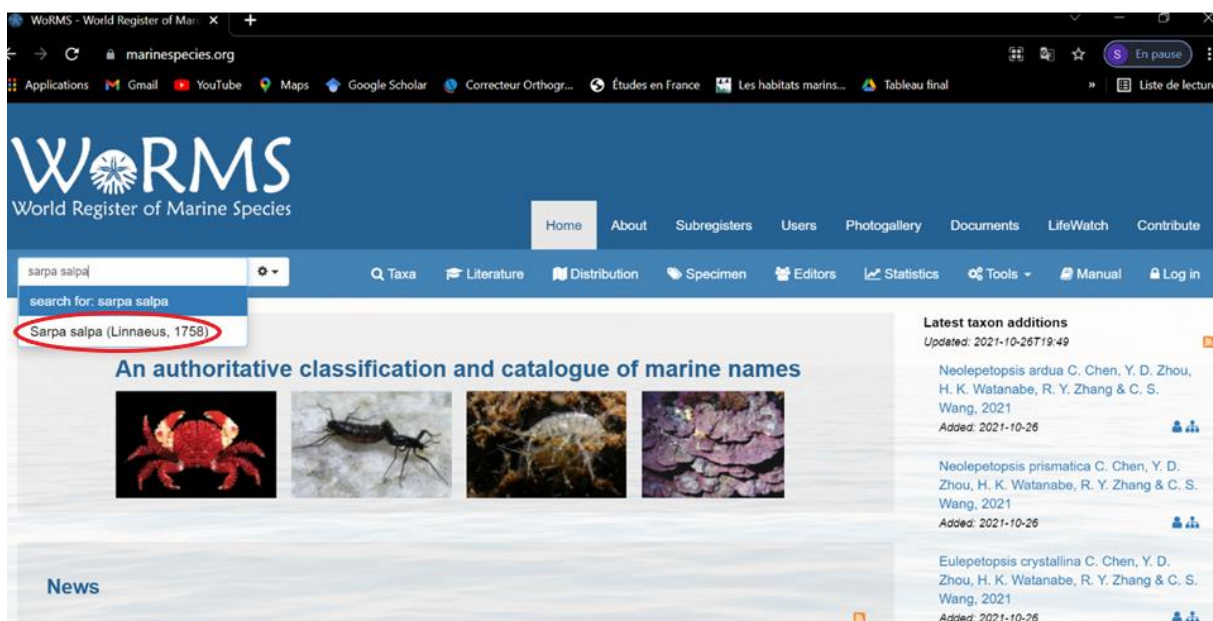 WoRMS - World Register of Mari
marinespecies.org
S En pause
Applications Gmail YouTube Maps Google Scholar Correcteur Orthogr... Études en France Les habitats marins... Tableau final » Liste de lecture
WoRMS
World Register of Marine Species
Home About Subregisters Users Photogallery Documents LifeWatch Contribute
sarpa salpa
Taxa Literature Distribution Specimen Editors Statistics Tools Manual Log in
search for: sarpa salpa
Sarpa salpa (Linnaeus, 1758)
An authoritative classification and catalogue of marine names
News
Latest taxon additions
Updated: 2021-10-26T19:49
Neolepetopsis ardua C. Chen, Y. D. Zhou,
H. K. Watanabe, R. Y. Zhang & C. S.
Wang, 2021
Added: 2021-10-26
Neolepetopsis prismatica C. Chen, Y. D.
Zhou, H. K. Watanabe, R. Y. Zhang & C. S.
Wang, 2021
Added: 2021-10-26
Eulepetopsis crystallina C. Chen, Y. D.
Zhou, H. K. Watanabe, R. Y. Zhang & C. S.
Wang, 2021
Added: 2021-10-26